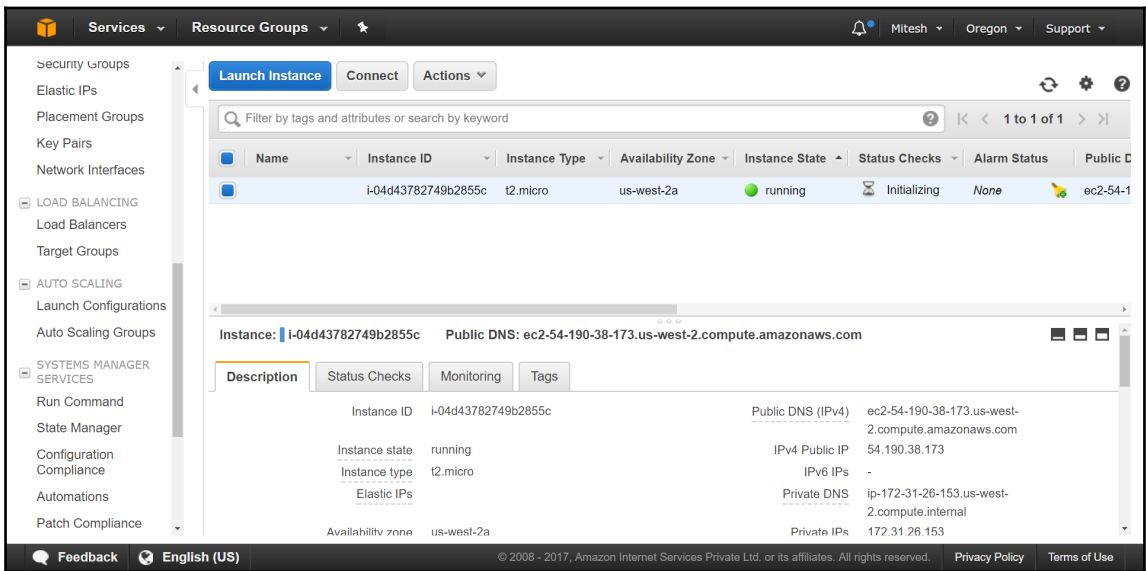 Services
Resource Groups
Mitesh
Oregon
Support
Security Groups
Elastic IPs
Placement Groups
Key Pairs
Network Interfaces
LOAD BALANCING
Load Balancers
Target Groups
AUTO SCALING
Launch Configurations
Auto Scaling Groups
SYSTEMS MANAGER
SERVICES
Run Command
State Manager
Configuration
Compliance
Automations
Patch Compliance
Launch Instance Connect Actions
Filter by tags and attributes or search by keyword
1 to 1 of 1
Name Instance ID Instance Type Availability Zone Instance State Status Checks Alarm Status Public D
i-04d43782749b2855c t2.micro us-west-2a running Initializing None ec2-54-1
Instance: i-04d43782749b2855c Public DNS: ec2-54-190-38-173.us-west-2.compute.amazonaws.com
Description Status Checks Monitoring Tags
Instance ID i-04d43782749b2855c
Instance state running
Instance type t2.micro
Elastic IPs
Availability zone us-west-2a
Public DNS (IPv4) ec2-54-190-38-173.us-west-
2.compute.amazonaws.com
IPv4 Public IP 54.190.38.173
IPv6 IPs -
Private DNS ip-172-31-26-153.us-west-
2.compute.internal
Private IPs 172.31.26.153
Feedback English (US) © 2008 - 2017, Amazon Internet Services Private Ltd. or its affiliates. All rights reserved. Privacy Policy Terms of Use